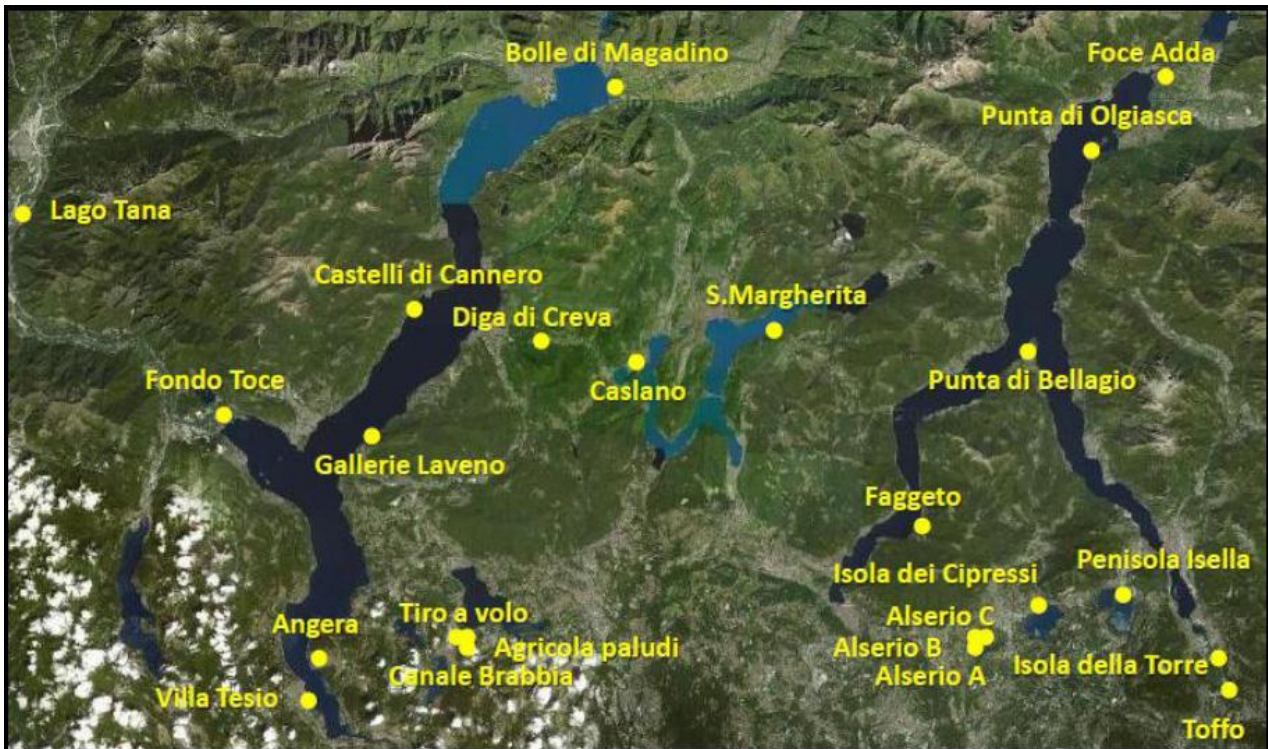 Bolle di Magadino
Foce Adda
Punta di Olgiasca
Lago Tana
Castelli di Cannero
S.Margherita
Diga di Creva
Fondo Toce
Caslano
Punta di Bellagio
Gallerie Laveno
Faggeto
Penisola Isella
Isola dei Cipressi
Tiro a volo
Alserio C
Angera
Agricola paludi
Alserio B
Isola della Torre
Canale Brabbia
Alserio A
Villa Tesio
Toffo